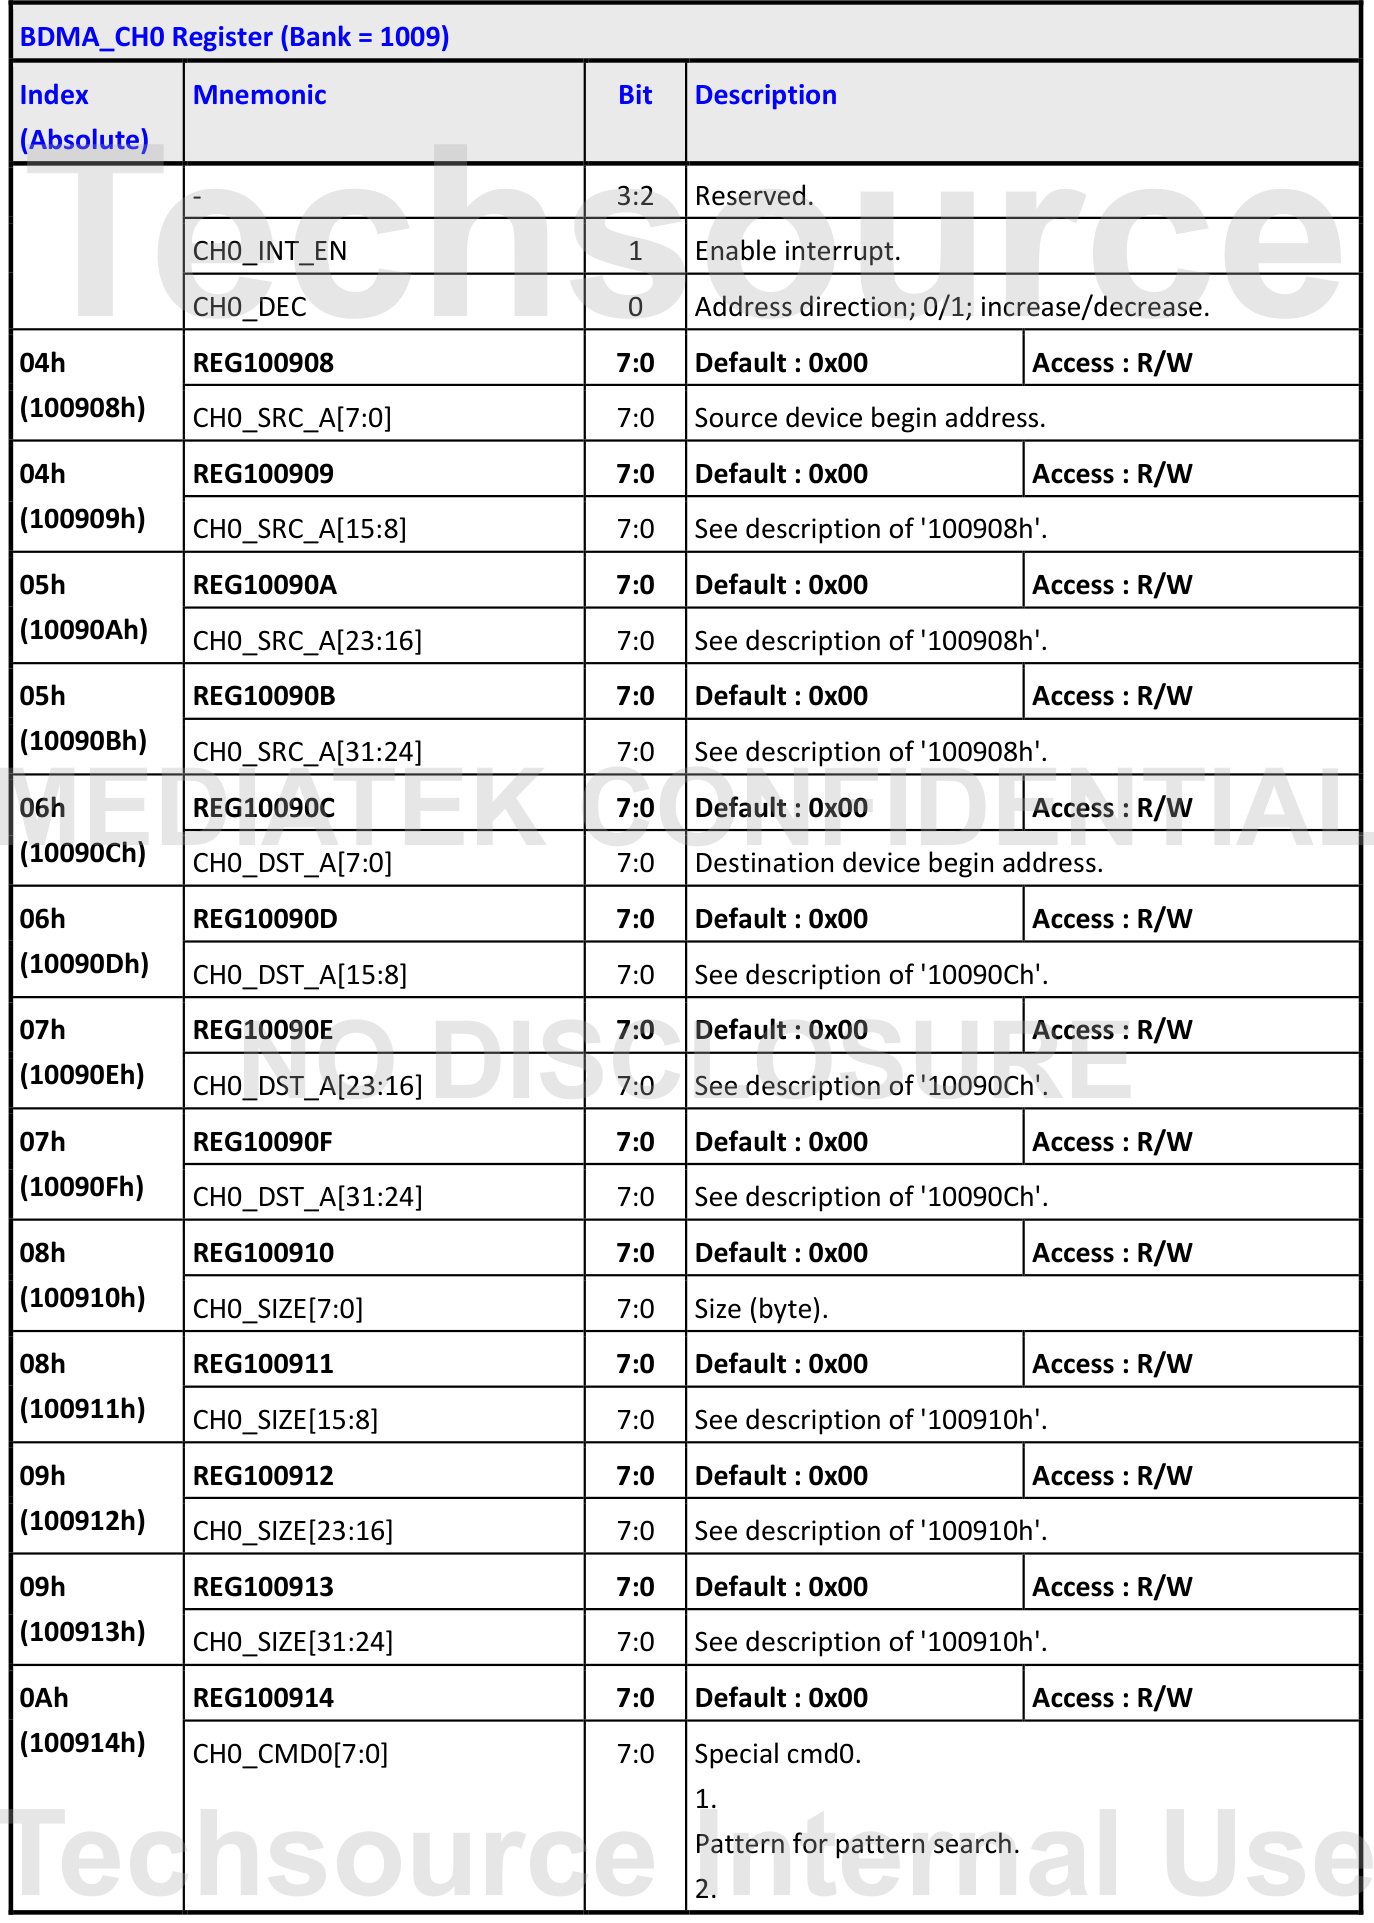 BDMA_CH0 Register (Bank = 1009)
Index (Absolute) Mnemonic Bit Description
- 3:2 Reserved.
CH0_INT_EN 1 Enable interrupt.
CH0_DEC 0 Address direction; 0/1; increase/decrease.
04h (100908h) REG100908 7:0 Default : 0x00 Access : R/W
CH0_SRC_A[7:0] 7:0 Source device begin address.
04h (100909h) REG100909 7:0 Default : 0x00 Access : R/W
CH0_SRC_A[15:8] 7:0 See description of '100908h'.
05h (10090Ah) REG10090A 7:0 Default : 0x00 Access : R/W
CH0_SRC_A[23:16] 7:0 See description of '100908h'.
05h (10090Bh) REG10090B 7:0 Default : 0x00 Access : R/W
CH0_SRC_A[31:24] 7:0 See description of '100908h'.
06h (10090Ch) REG10090C 7:0 Default : 0x00 Access : R/W
CH0_DST_A[7:0] 7:0 Destination device begin address.
06h (10090Dh) REG10090D 7:0 Default : 0x00 Access : R/W
CH0_DST_A[15:8] 7:0 See description of '10090Ch'.
07h (10090Eh) REG10090E 7:0 Default : 0x00 Access : R/W
CH0_DST_A[23:16] 7:0 See description of '10090Ch'.
07h (10090Fh) REG10090F 7:0 Default : 0x00 Access : R/W
CH0_DST_A[31:24] 7:0 See description of '10090Ch'.
08h (100910h) REG100910 7:0 Default : 0x00 Access : R/W
CH0_SIZE[7:0] 7:0 Size (byte).
08h (100911h) REG100911 7:0 Default : 0x00 Access : R/W
CH0_SIZE[15:8] 7:0 See description of '100910h'.
09h (100912h) REG100912 7:0 Default : 0x00 Access : R/W
CH0_SIZE[23:16] 7:0 See description of '100910h'.
09h (100913h) REG100913 7:0 Default : 0x00 Access : R/W
CH0_SIZE[31:24] 7:0 See description of '100910h'.
0Ah (100914h) REG100914 7:0 Default : 0x00 Access : R/W
CH0_CMD0[7:0] 7:0 Special cmd0.
1.
Pattern for pattern search.
2.
Techsource
MEDIATEK CONFIDENTIAL
NO DISCLOSURE
Techsource Internal Use